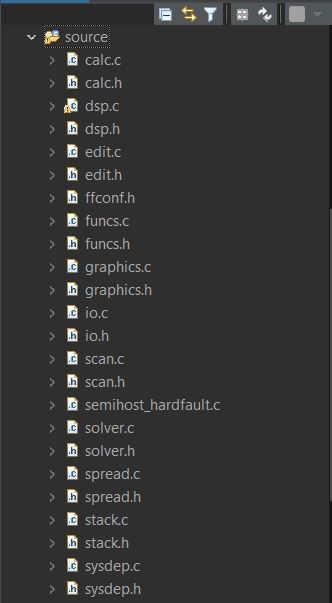 source
calc.c
calc.h
dsp.c
dsp.h
edit.c
edit.h
ffconf.h
funcs.c
funcs.h
graphics.c
graphics.h
io.c
io.h
scan.c
scan.h
semihost_hardfault.c
solver.c
solver.h
spread.c
spread.h
stack.c
stack.h
sysdep.c
sysdep.h